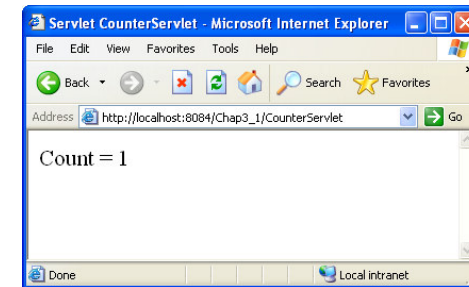 Servlet CounterServlet - Microsoft Internet Explorer
File Edit View Favorites Tools Help
Back Search Favorites
Address http://localhost:8084/Chap3_1/CounterServlet Go
Count = 1
Done Local intranet